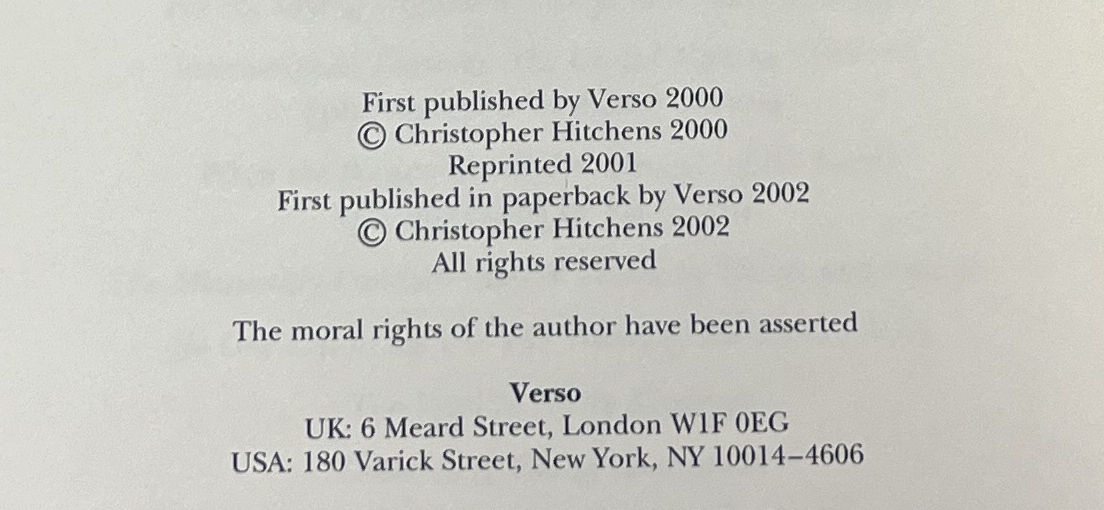 First published by Verso 2000
© Christopher Hitchens 2000
Reprinted 2001
First published in paperback by Verso 2002
© Christopher Hitchens 2002
All rights reserved
The moral rights of the author have been asserted
Verso
UK: 6 Meard Street, London W1F 0EG
USA: 180 Varick Street, New York, NY 10014–4606